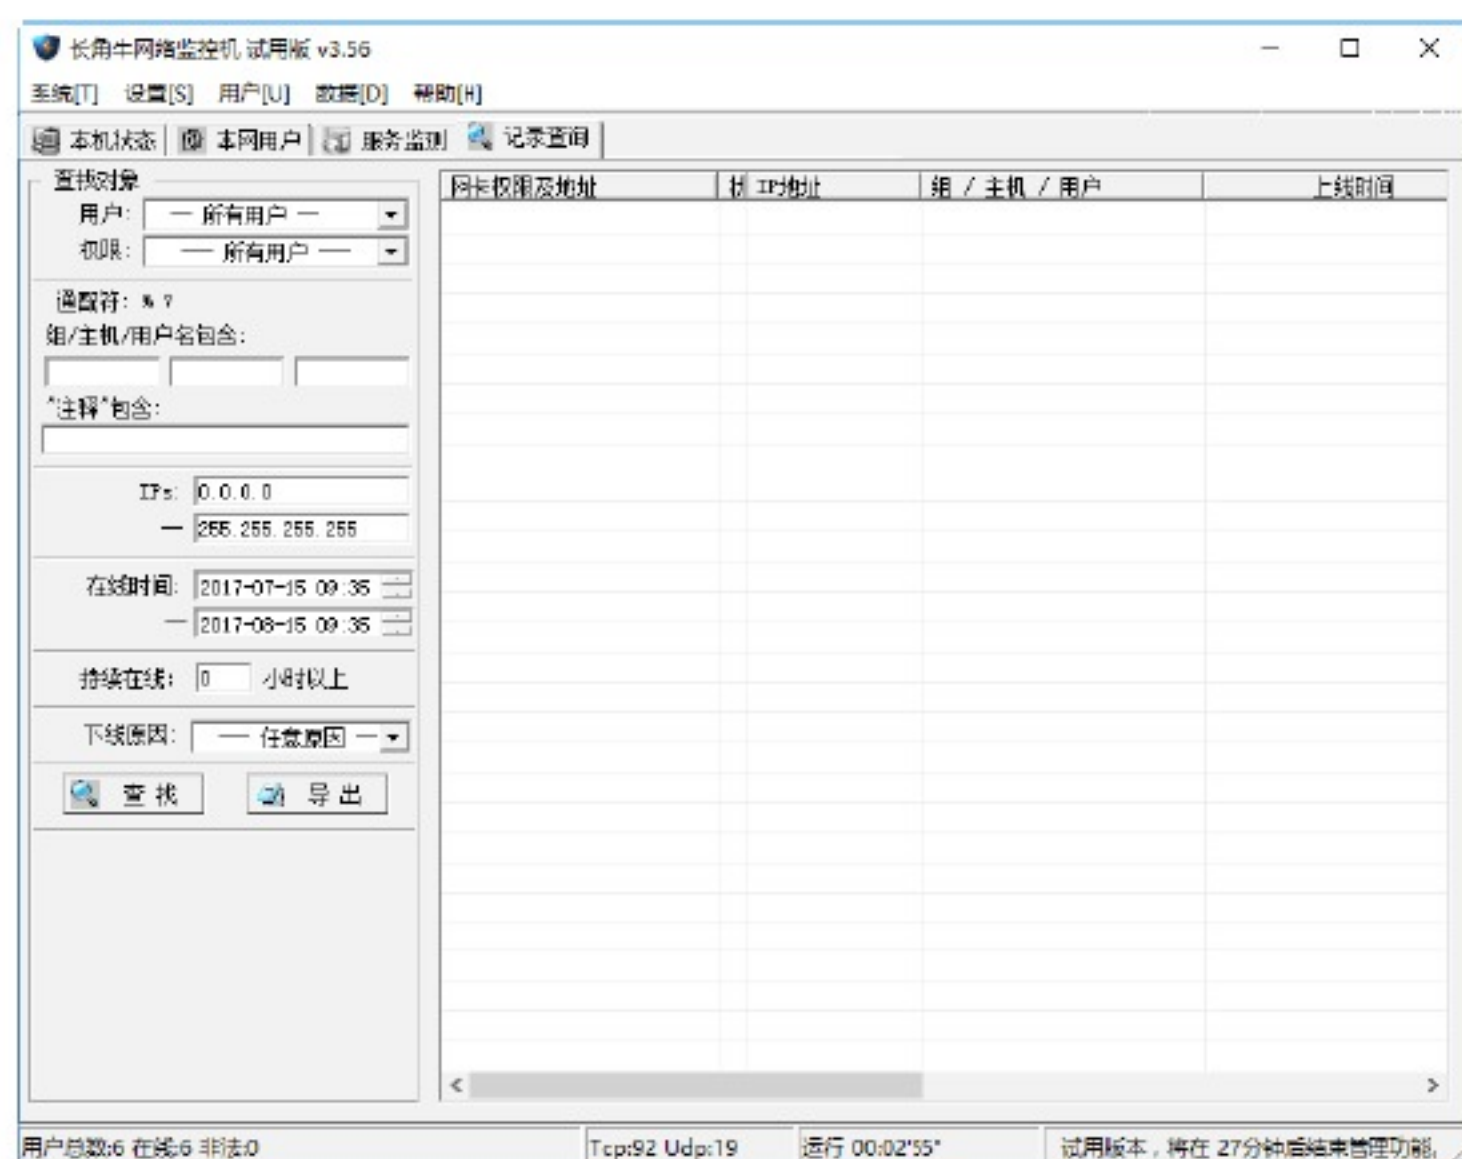 长角牛网络监控机 试用版 v3.56
系统[T] 设置[S] 用户[U] 数据[D] 帮助[H]
本机状态 本网用户 服务监测 记录查询
查找对象
用户: — 所有用户 —
权限: —— 所有用户 ——
通配符: % ?
组/主机/用户名包含:
"注释"包含:
IPs: 0.0.0.0
— 255.255.255.255
在线时间: 2017-07-15 09:35
— 2017-08-15 09:35
持续在线: 0 小时以上
下线原因: —— 任意原因 —
查 找 导 出
网卡权限及地址 状 IP地址 组 / 主机 / 用户 上线时间
用户总数:6 在线:6 非法:0 Tcp:92 Udp:19 运行 00:02'55" 试用版本，将在 27分钟后结束管理功能.